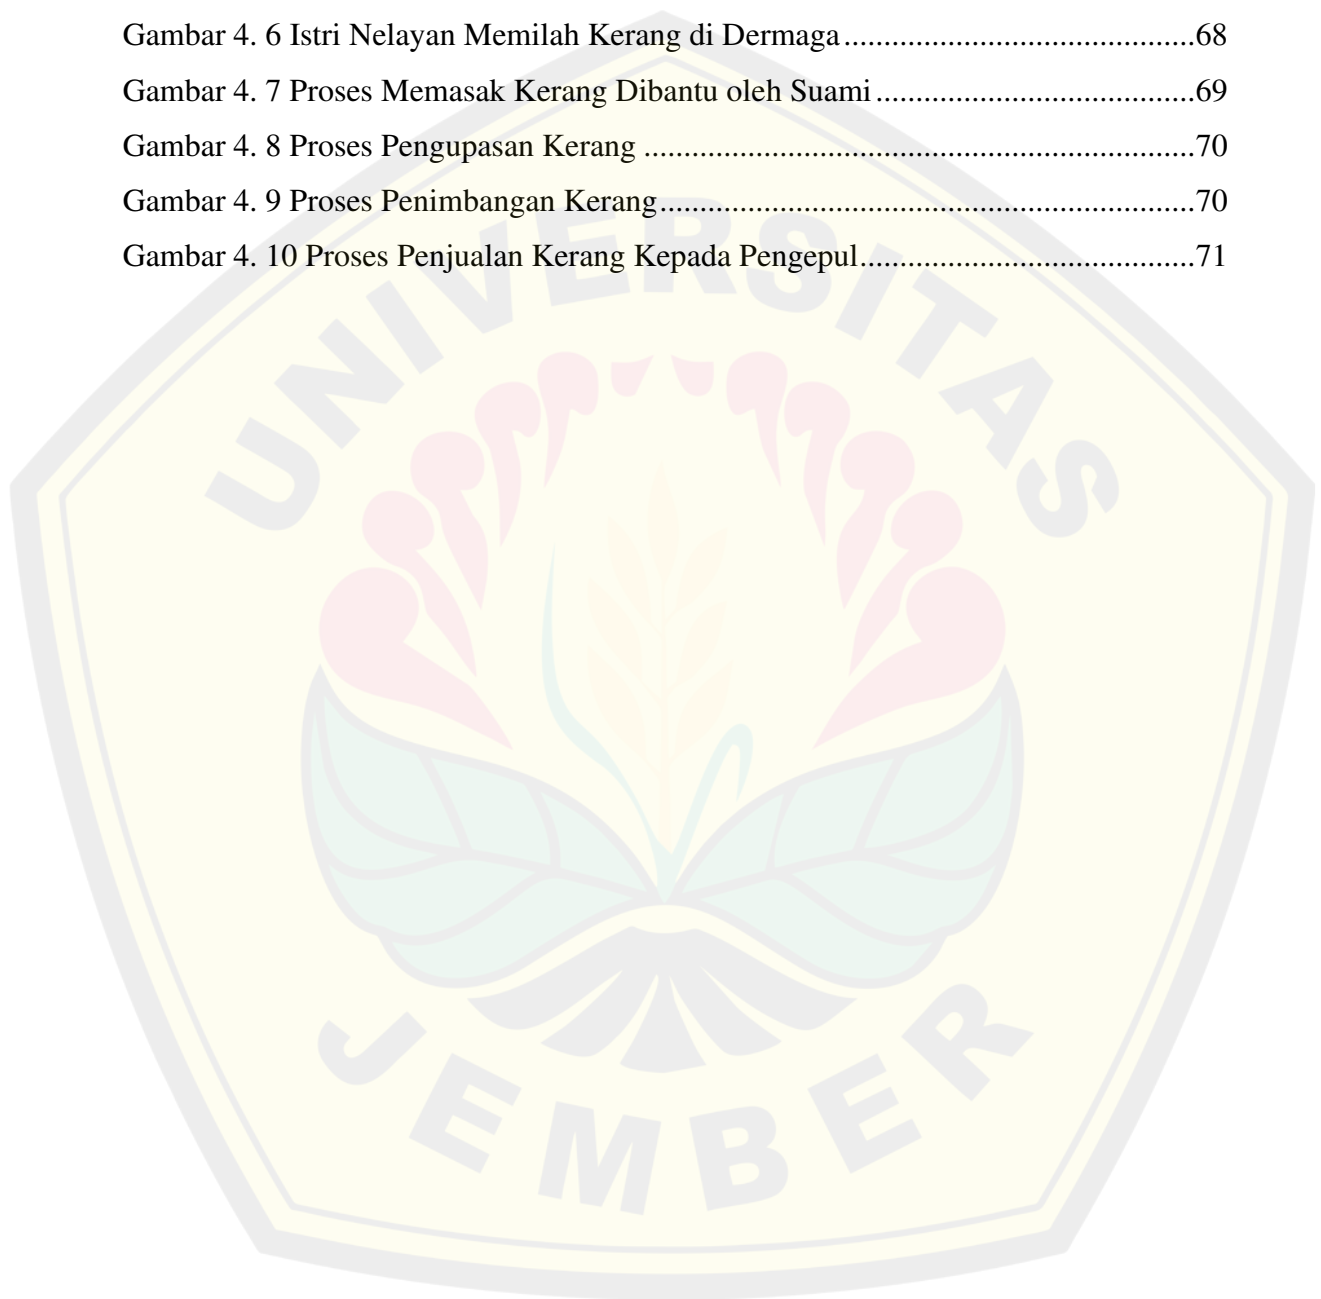 Gambar 4. 6 Istri Nelayan Memilah Kerang di Dermaga............................................68
Gambar 4. 7 Proses Memasak Kerang Dibantu oleh Suami........................................69
Gambar 4. 8 Proses Pengupasan Kerang .....................................................................70
Gambar 4. 9 Proses Penimbangan Kerang...................................................................70
Gambar 4. 10 Proses Penjualan Kerang Kepada Pengepul..........................................71
UNIVERSITAS
JEMBER